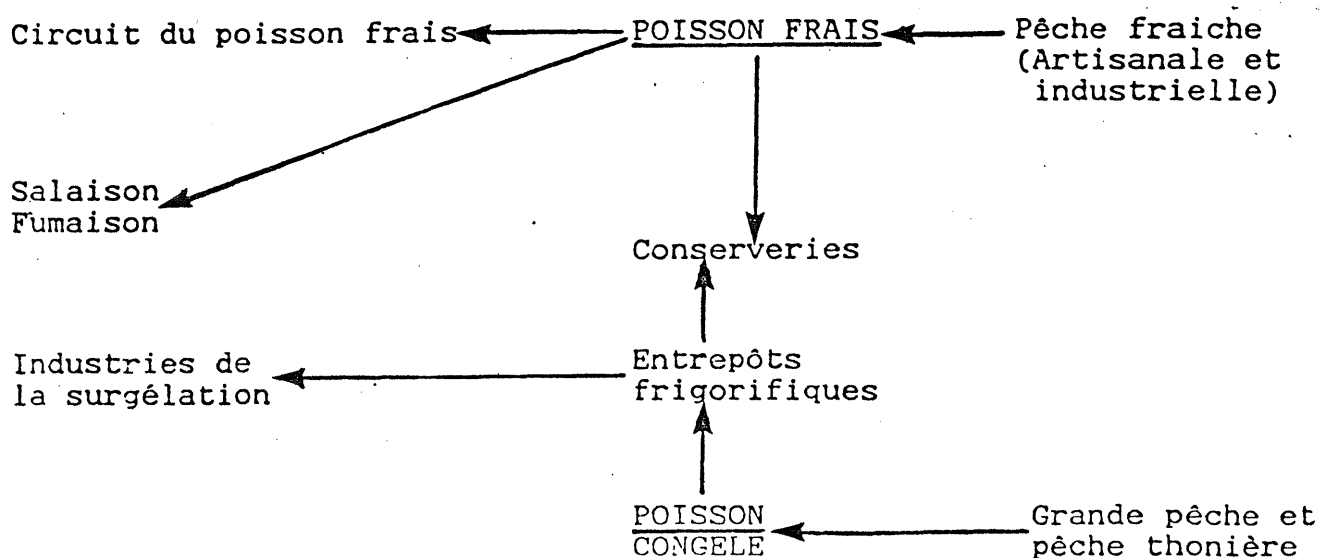 Circuit du poisson frais
POISSON FRAIS
Pêche fraiche
(Artisanale et
industrielle)
Salaison
Fumaison
Conserveries
Industries de
la surgélation
Entrepôts
frigorifiques
POISSON
CONGELE
Grande pêche et
pêche thonière